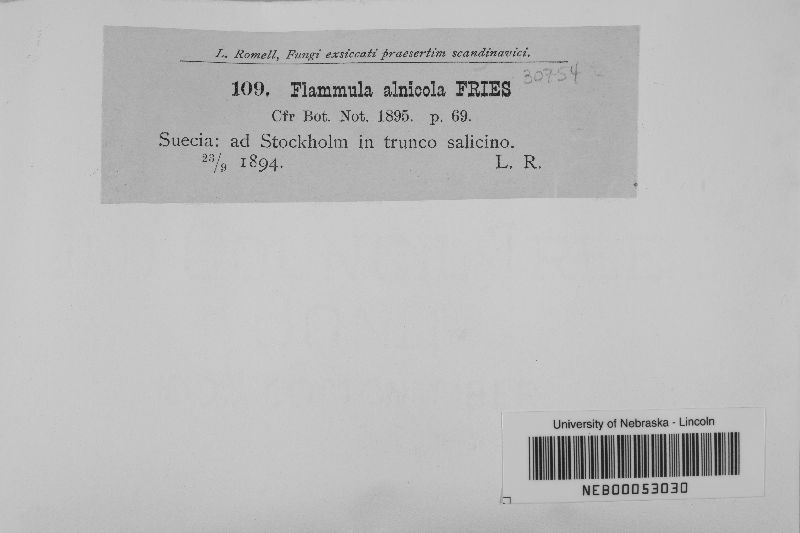 L. Romell, Fungi exsiccati praesertim scandinavici.
30754
109. Flammula alnicola FRIES
Cfr Bot. Not. 1895. p. 69.
Suecia: ad Stockholm in trunco salicino.
23/9 1894. L. R.
University of Nebraska - Lincoln
NEB00053030